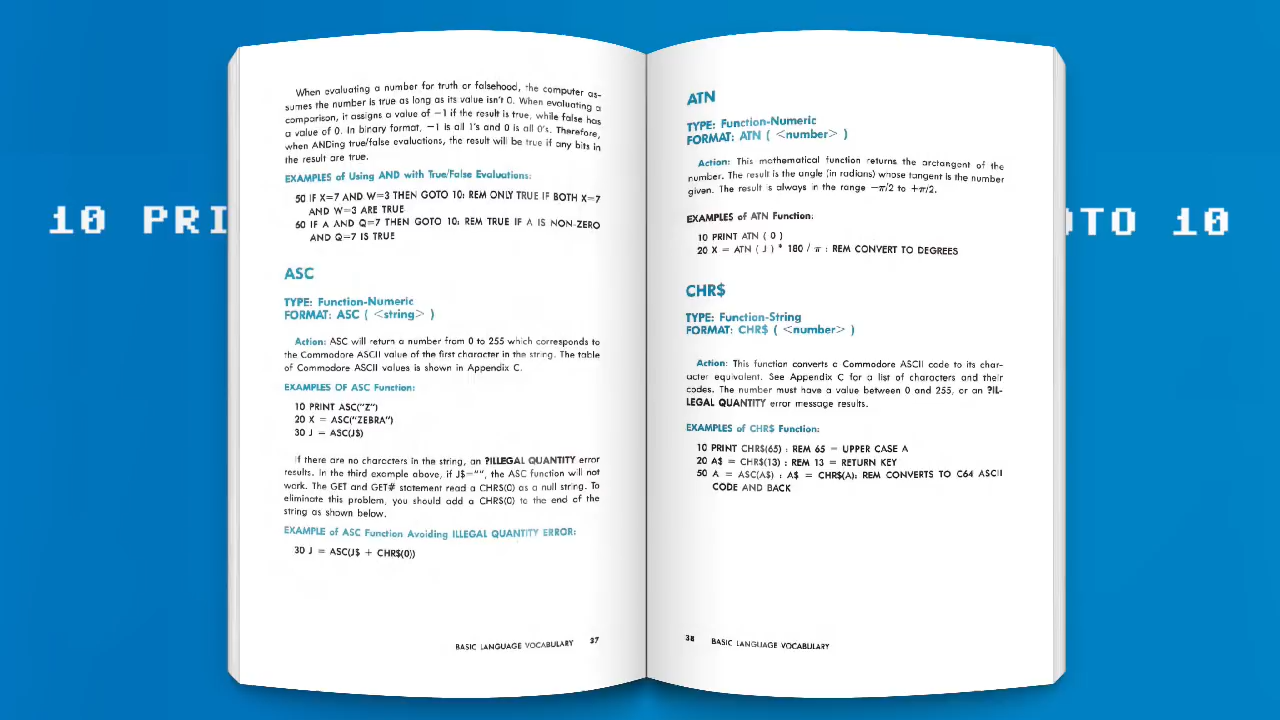 10 PRI
OTO 10
When evaluating a number for truth or falsehood, the computer as-
sumes the number is true as long as its value isn't 0. When evaluating a
comparison, it assigns a value of −1 if the result is true, while false has
a value of 0. In binary format, −1 is all 1's and 0 is all 0's. Therefore,
when ANDing true/false evaluations, the result will be true if any bits in
the result are true.
EXAMPLES of Using AND with True/False Evaluations:
50 IF X=7 AND W=3 THEN GOTO 10: REM ONLY TRUE IF BOTH X=7
AND W=3 ARE TRUE
60 IF A AND Q=7 THEN GOTO 10: REM TRUE IF A IS NON-ZERO
AND Q=7 IS TRUE
ASC
TYPE: Function-Numeric
FORMAT: ASC ( <string> )
Action: ASC will return a number from 0 to 255 which corresponds to
the Commodore ASCII value of the first character in the string. The table
of Commodore ASCII values is shown in Appendix C.
EXAMPLES OF ASC Function:
10 PRINT ASC("Z")
20 X = ASC("ZEBRA")
30 J = ASC(J$)
If there are no characters in the string, an ?ILLEGAL QUANTITY error
results. In the third example above, if J$="", the ASC function will not
work. The GET and GET# statement read a CHR$(0) as a null string. To
eliminate this problem, you should add a CHR$(0) to the end of the
string as shown below.
EXAMPLE of ASC Function Avoiding ILLEGAL QUANTITY ERROR:
30 J = ASC(J$ + CHR$(0))
BASIC LANGUAGE VOCABULARY 37
ATN
TYPE: Function-Numeric
FORMAT: ATN ( <number> )
Action: This mathematical function returns the arctangent of the
number. The result is the angle (in radians) whose tangent is the number
given. The result is always in the range −π/2 to +π/2.
EXAMPLES of ATN Function:
10 PRINT ATN ( 0 )
20 X = ATN ( J ) * 180 / π : REM CONVERT TO DEGREES
CHR$
TYPE: Function-String
FORMAT: CHR$ ( <number> )
Action: This function converts a Commodore ASCII code to its char-
acter equivalent. See Appendix C for a list of characters and their
codes. The number must have a value between 0 and 255, or an ?IL-
LEGAL QUANTITY error message results.
EXAMPLES of CHR$ Function:
10 PRINT CHR$(65) : REM 65 = UPPER CASE A
20 A$ = CHR$(13) : REM 13 = RETURN KEY
50 A = ASC(A$) : A$ = CHR$(A): REM CONVERTS TO C64 ASCII
CODE AND BACK
38 BASIC LANGUAGE VOCABULARY